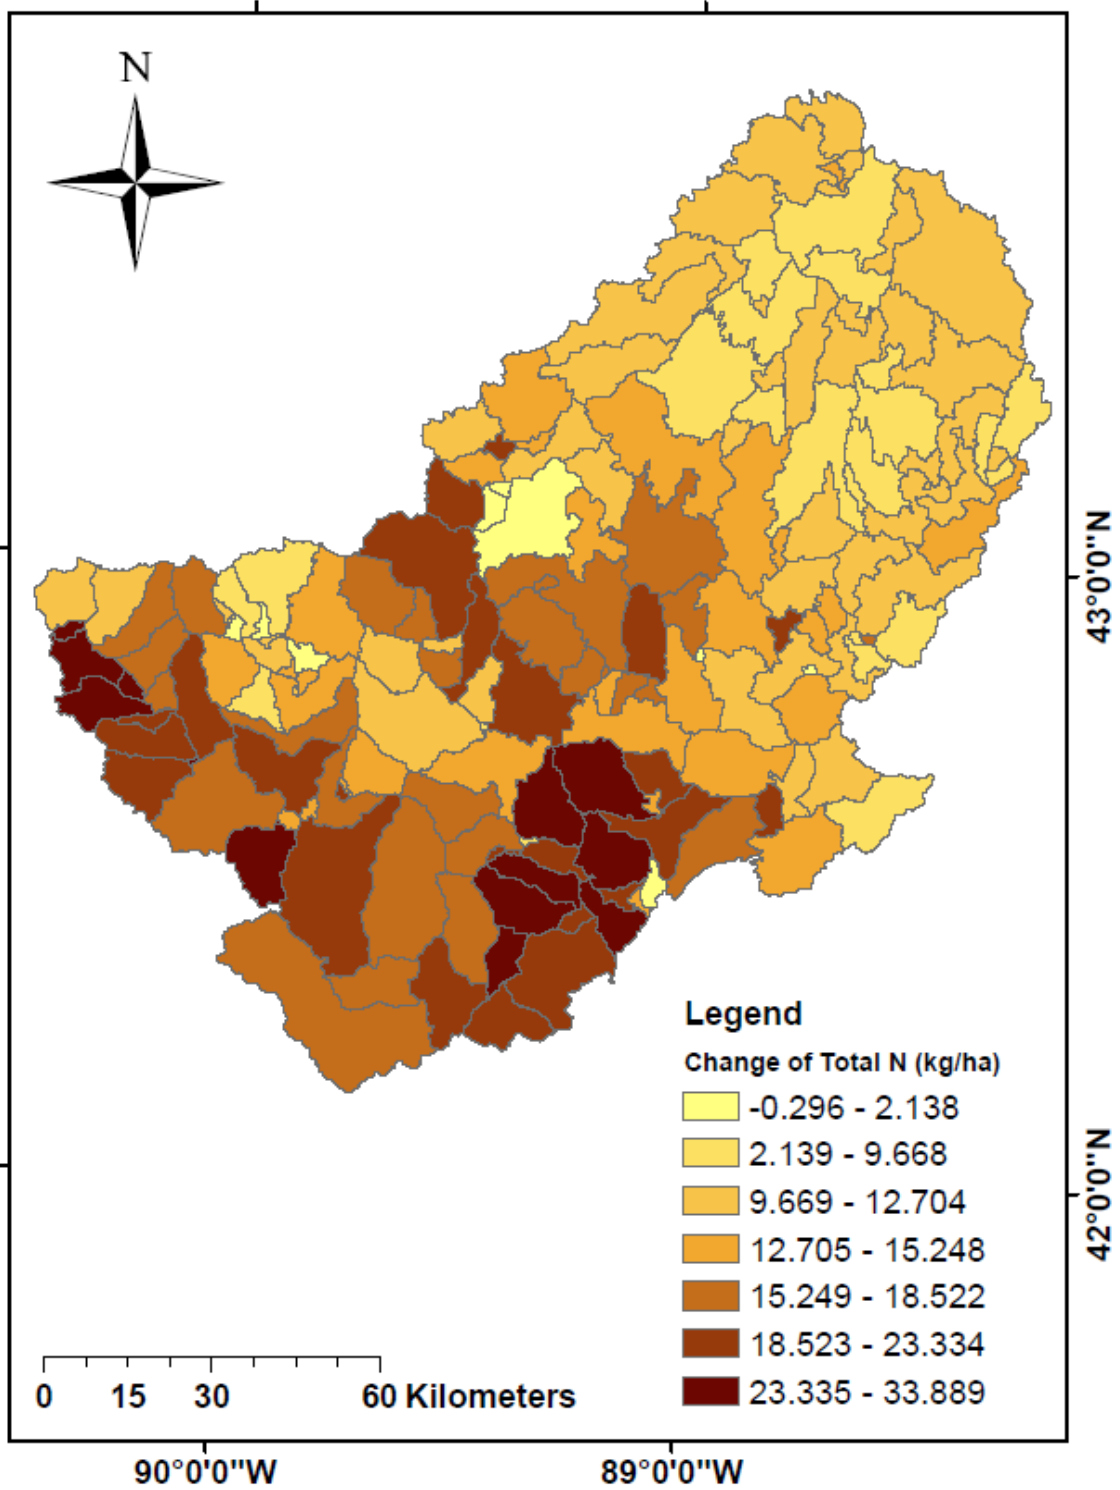 N
43°0'0"N
Legend
Change of Total N (kg/ha)
-0.296 - 2.138
2.139 - 9.668
9.669 - 12.704
12.705 - 15.248
15.249 - 18.522
18.523 - 23.334
23.335 - 33.889
42°0'0"N
0 15 30 60 Kilometers
90°0'0"W 89°0'0"W